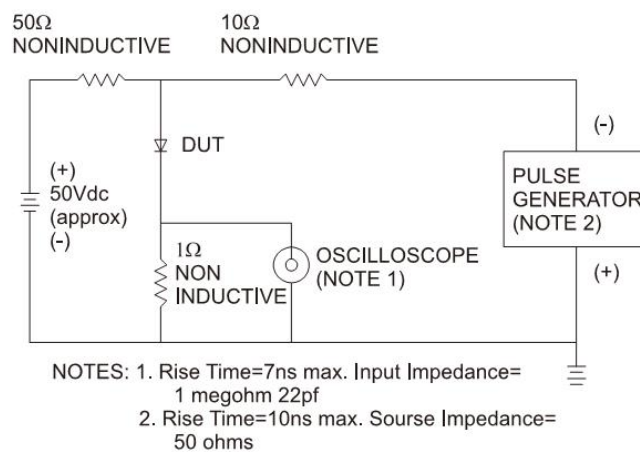 50Ω
NONINDUCTIVE
10Ω
NONINDUCTIVE
DUT
(+)
50Vdc
(approx)
(-)
1Ω
NON
INDUCTIVE
OSCILLOSCOPE
(NOTE 1)
(-)
PULSE
GENERATOR
(NOTE 2)
(+)
NOTES: 1. Rise Time=7ns max. Input Impedance=
1 megohm 22pf
2. Rise Time=10ns max. Sourse Impedance=
50 ohms